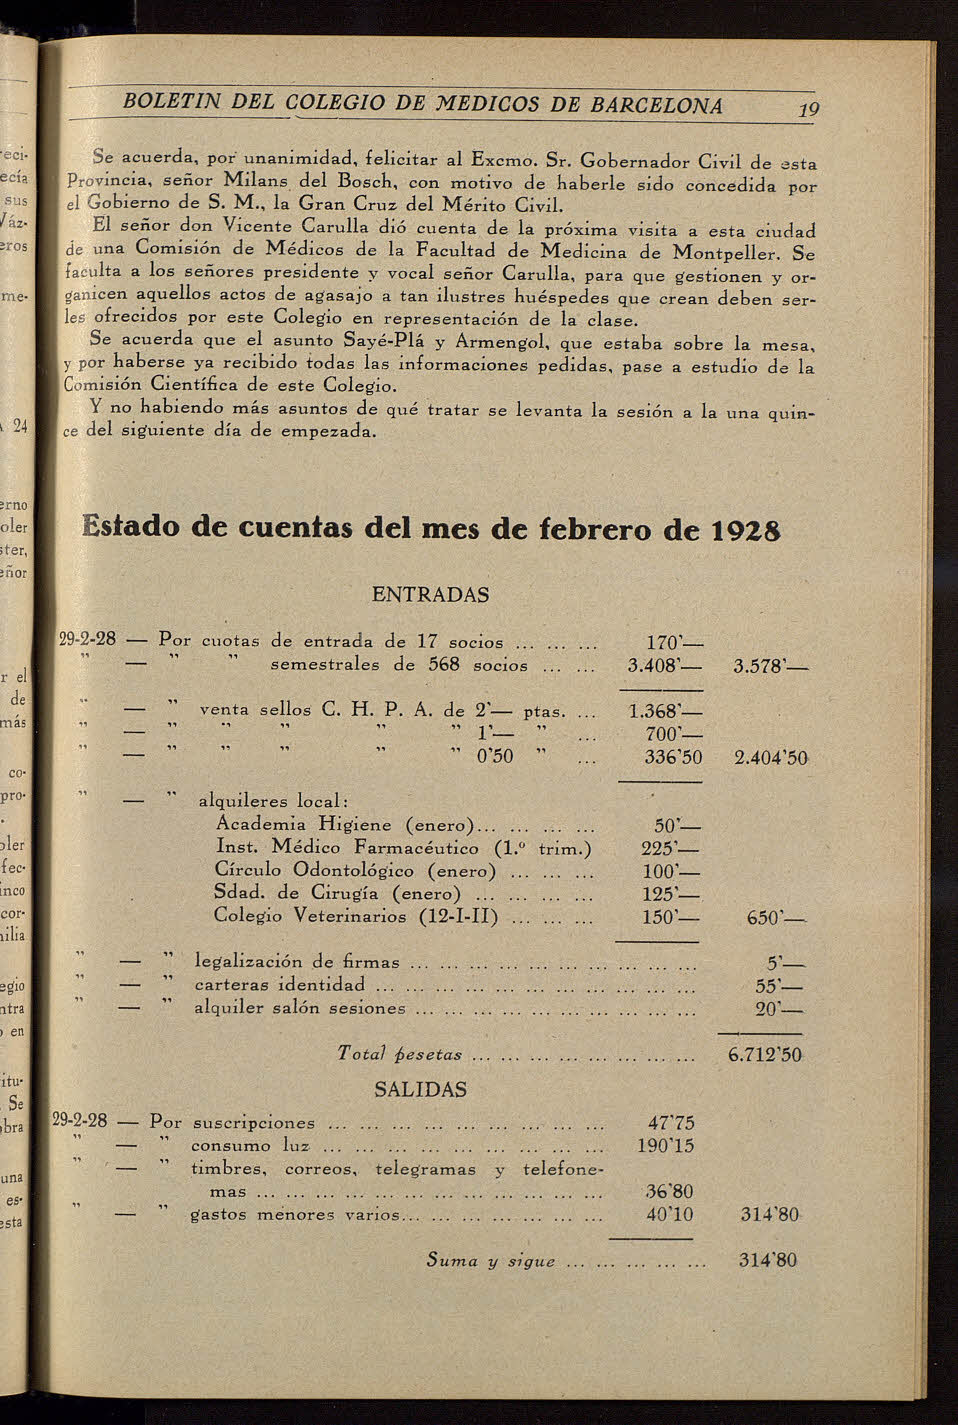 BOLETIN DEL COLEGIO DE MEDICOS DE BARCELONA 19
Se acuerda, por unanimidad, felicitar al Excmo. Sr. Gobernador Civil de esta
Provincia, señor Milans del Bosch, con motivo de haberle sido concedida por
el Gobierno de S. M., la Gran Cruz del Mérito Civil.
El señor don Vicente Carulla dió cuenta de la próxima visita a esta ciudad
de una Comisión de Médicos de la Facultad de Medicina de Montpeller. Se
faculta a los señores presidente y vocal señor Carulla, para que gestionen y or-
ganicen aquellos actos de agasajo a tan ilustres huéspedes que crean deben ser-
les ofrecidos por este Colegio en representación de la clase.
Se acuerda que el asunto Sayé-Plá y Armengol, que estaba sobre la mesa,
y por haberse ya recibido todas las informaciones pedidas, pase a estudio de la
Comisión Científica de este Colegio.
Y no habiendo más asuntos de qué tratar se levanta la sesión a la una quin-
ce del siguiente día de empezada.
Estado de cuentas del mes de febrero de 1928
ENTRADAS
29-2-28 — Por cuotas de entrada de 17 socios ... ... ... 170'—
" — " " semestrales de 568 socios ... ... 3.408'— 3.578'—
" — " venta sellos C. H. P. A. de 2'— ptas. ... 1.368'—
" — " " " " " 1'— " ... 700'—
" — " " " " " 0'50 " ... 336'50 2.404'50
" — " alquileres local:
Academia Higiene (enero)... ... ... ... 50'—
Inst. Médico Farmacéutico (1.º trim.) 225'—
Círculo Odontológico (enero) ... ... ... 100'—
Sdad. de Cirugía (enero) ... ... ... ... 125'—
Colegio Veterinarios (12-I-II) ... ... ... 150'— 650'—
" — " legalización de firmas ... ... ... ... ... ... ... ... ... ... 5'—
" — " carteras identidad ... ... ... ... ... ... ... ... ... ... ... 55'—
" — " alquiler salón sesiones ... ... ... ... ... ... ... ... ... ... 20'—
Total pesetas ... ... ... ... ... ... ... ... 6.712'50
SALIDAS
29-2-28 — Por suscripciones ... ... ... ... ... ... ... ... ... 47'75
" — " consumo luz ... ... ... ... ... ... ... ... ... 190'15
" — " timbres, correos, telegramas y telefone-
mas ... ... ... ... ... ... ... ... ... ... ... ... 36'80
" — " gastos menores varios... ... ... ... ... ... ... 40'10 314'80
Suma y sigue ... ... ... ... ... 314'80